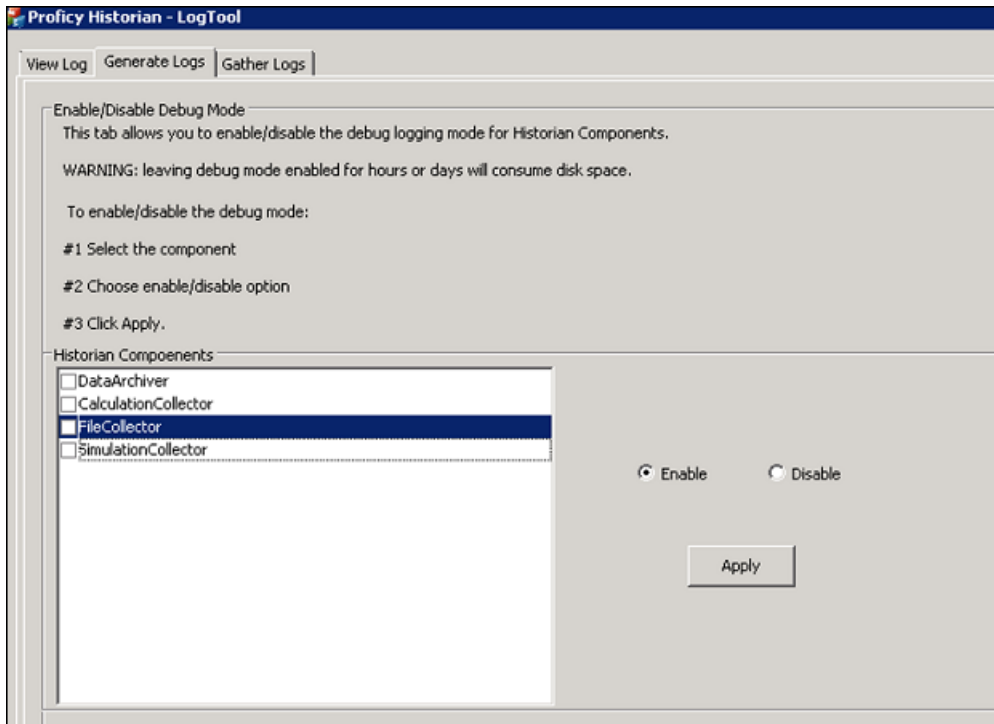 Proficy Historian - LogTool
View Log Generate Logs Gather Logs
Enable/Disable Debug Mode
This tab allows you to enable/disable the debug logging mode for Historian Components.
WARNING: leaving debug mode enabled for hours or days will consume disk space.
To enable/disable the debug mode:
#1 Select the component
#2 Choose enable/disable option
#3 Click Apply.
Historian Compoenents
DataArchiver
CalculationCollector
FileCollector
SimulationCollector
Enable Disable
Apply